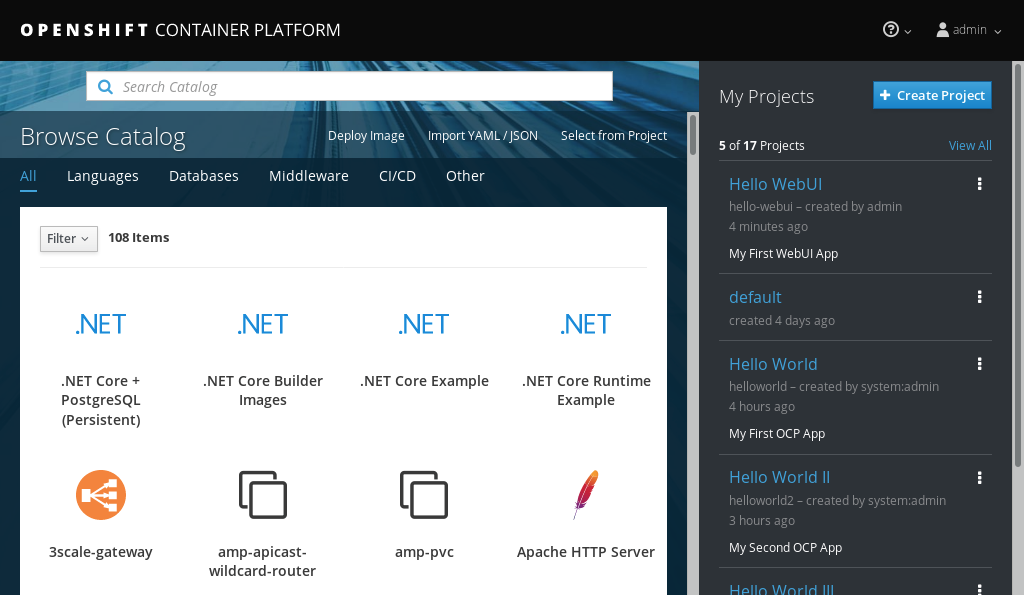 OPENSHIFT CONTAINER PLATFORM
admin
Search Catalog
Browse Catalog
Deploy Image
Import YAML / JSON
Select from Project
All
Languages
Databases
Middleware
CI/CD
Other
Filter
108 Items
.NET
.NET Core +
PostgreSQL
(Persistent)
.NET
.NET Core Builder
Images
.NET
.NET Core Example
.NET
.NET Core Runtime
Example
3scale-gateway
amp-apicast-
wildcard-router
amp-pvc
Apache HTTP Server
My Projects
Create Project
5 of 17 Projects
View All
Hello WebUI
hello-webui – created by admin
4 minutes ago
My First WebUI App
default
created 4 days ago
Hello World
helloworld – created by system:admin
4 hours ago
My First OCP App
Hello World II
helloworld2 – created by system:admin
3 hours ago
My Second OCP App
Hello World III